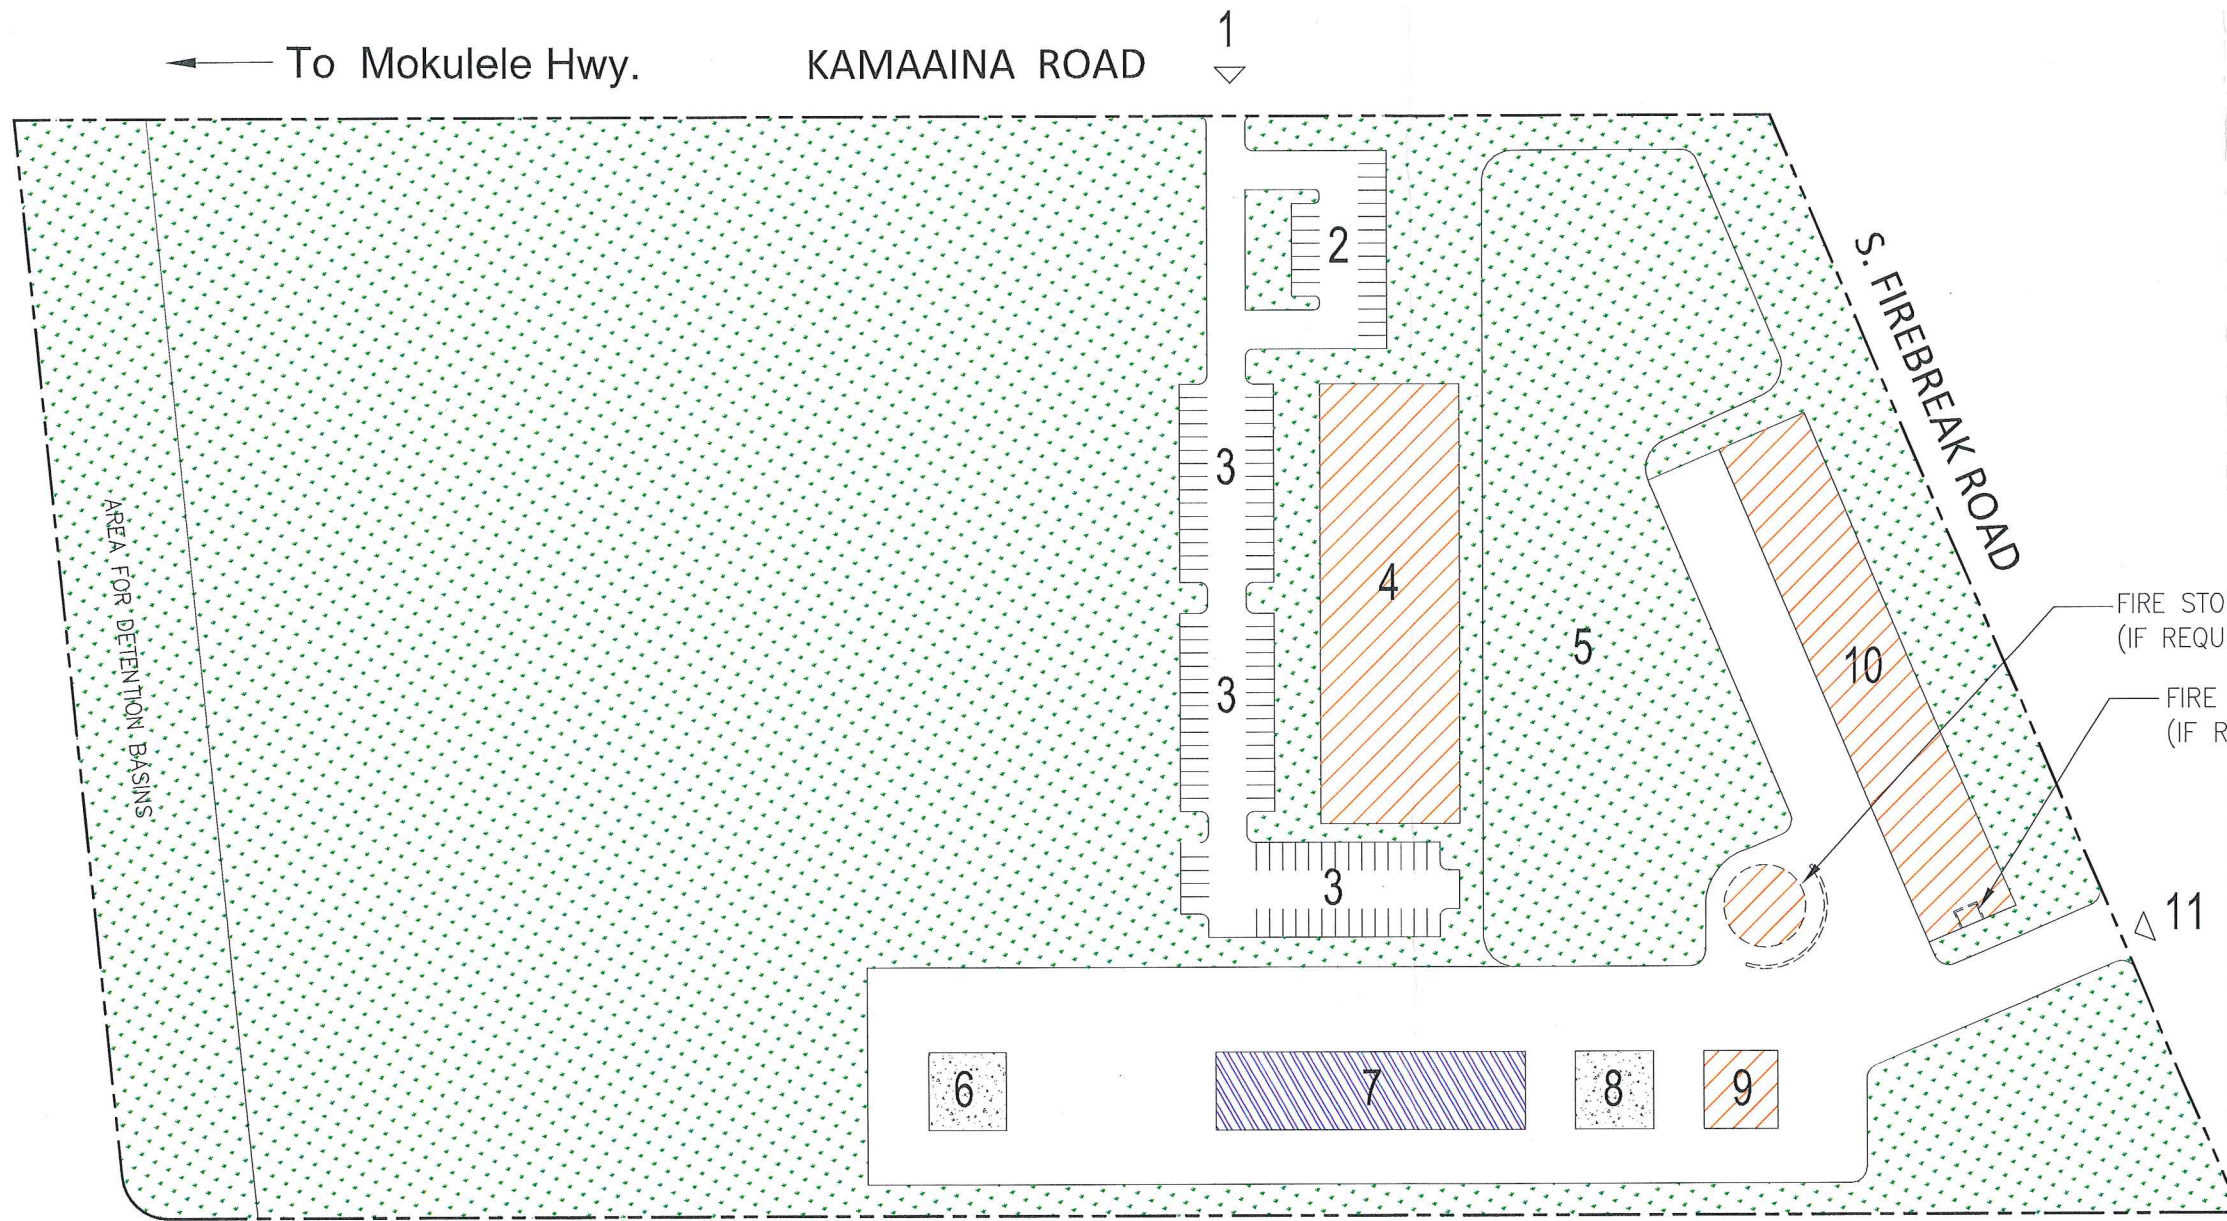 1
To Mokulele Hwy.
KAMAAINA ROAD
2
S. FIREBREAK ROAD
3
4
AREA FOR DETENTION BASINS
5
FIRE STO
(IF REQU
10
3
FIRE
(IF R
3
11
6
7
8
9